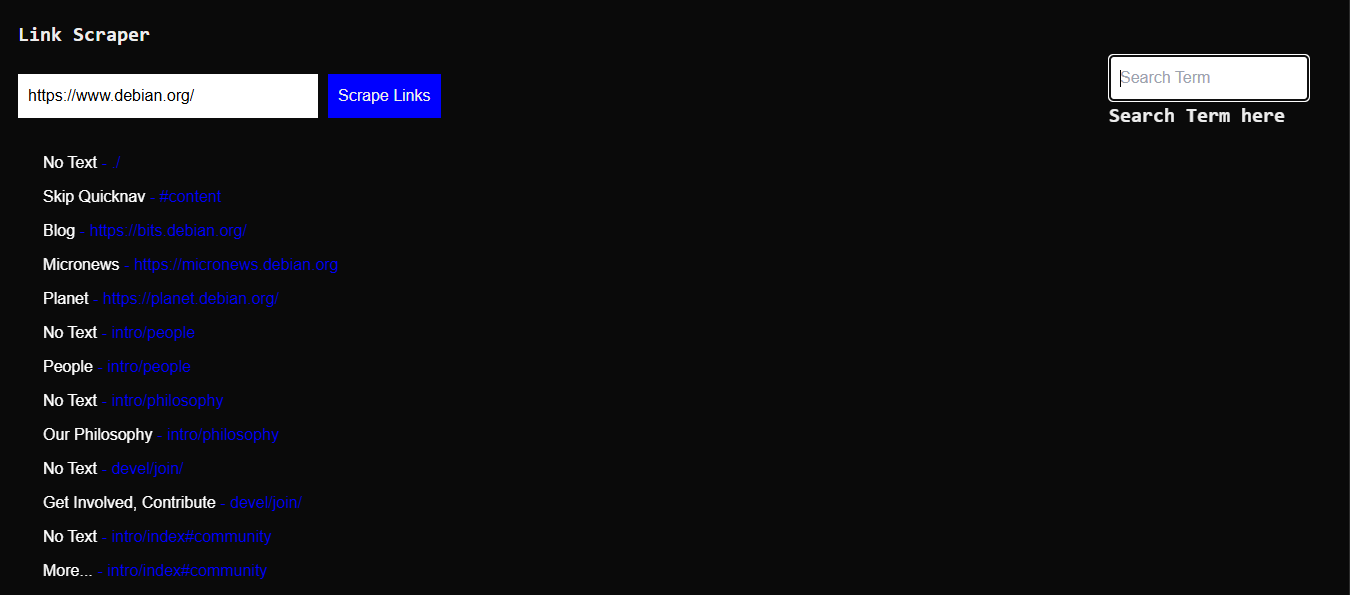 Link Scraper
https://www.debian.org/ Scrape Links
Search Term
Search Term here
No Text - ./
Skip Quicknav - #content
Blog - https://bits.debian.org/
Micronews - https://micronews.debian.org
Planet - https://planet.debian.org/
No Text - intro/people
People - intro/people
No Text - intro/philosophy
Our Philosophy - intro/philosophy
No Text - devel/join/
Get Involved, Contribute - devel/join/
No Text - intro/index#community
More... - intro/index#community